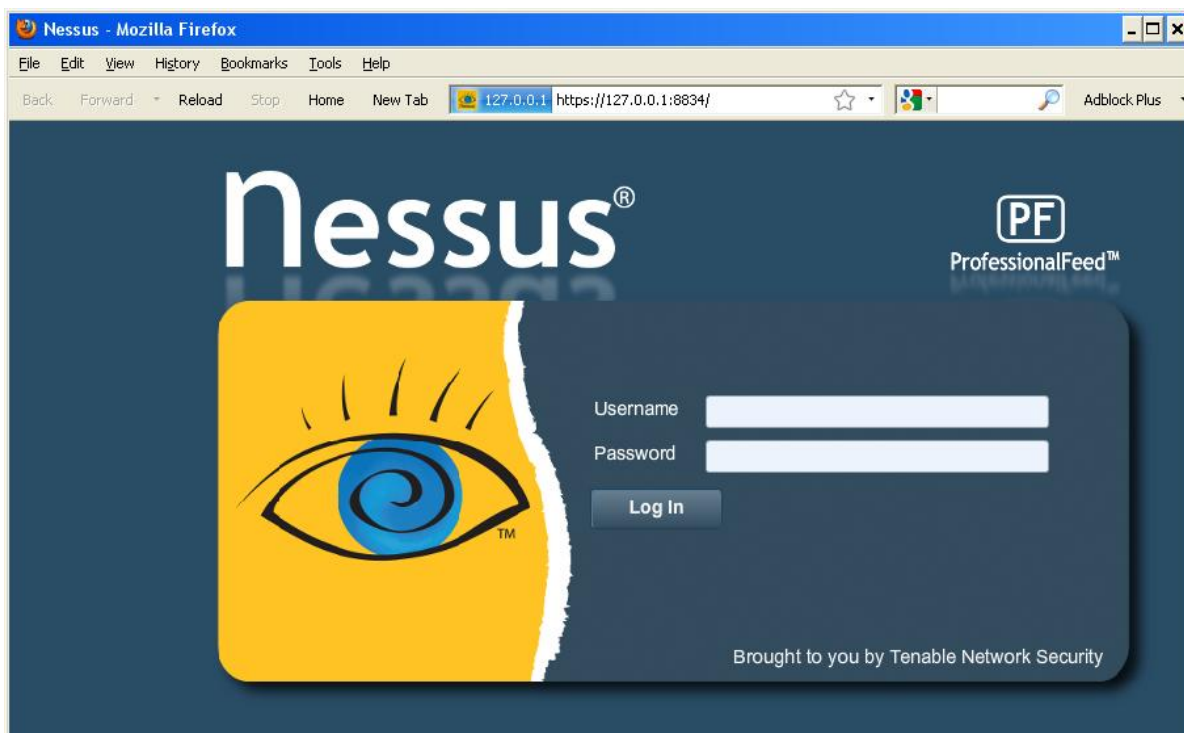 Nessus - Mozilla Firefox
File Edit View History Bookmarks Tools Help
Back Forward Reload Stop Home New Tab 127.0.0.1 https://127.0.0.1:8834/ Adblock Plus
nessus®
PF
ProfessionalFeed™
Username
Password
Log In
TM
Brought to you by Tenable Network Security